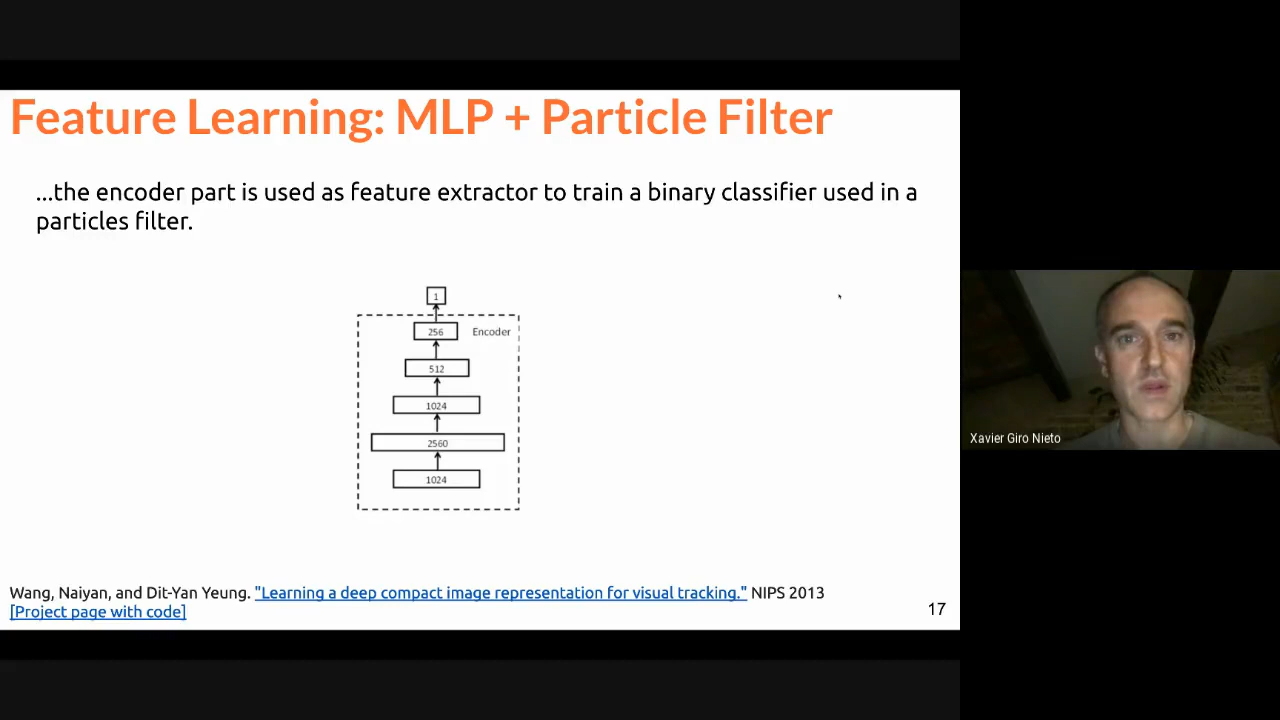 Feature Learning: MLP + Particle Filter
...the encoder part is used as feature extractor to train a binary classifier used in a
particles filter.
1
256
Encoder
512
1024
2560
1024
Wang, Naiyan, and Dit-Yan Yeung. "Learning a deep compact image representation for visual tracking." NIPS 2013
[Project page with code]
17
Xavier Giro Nieto